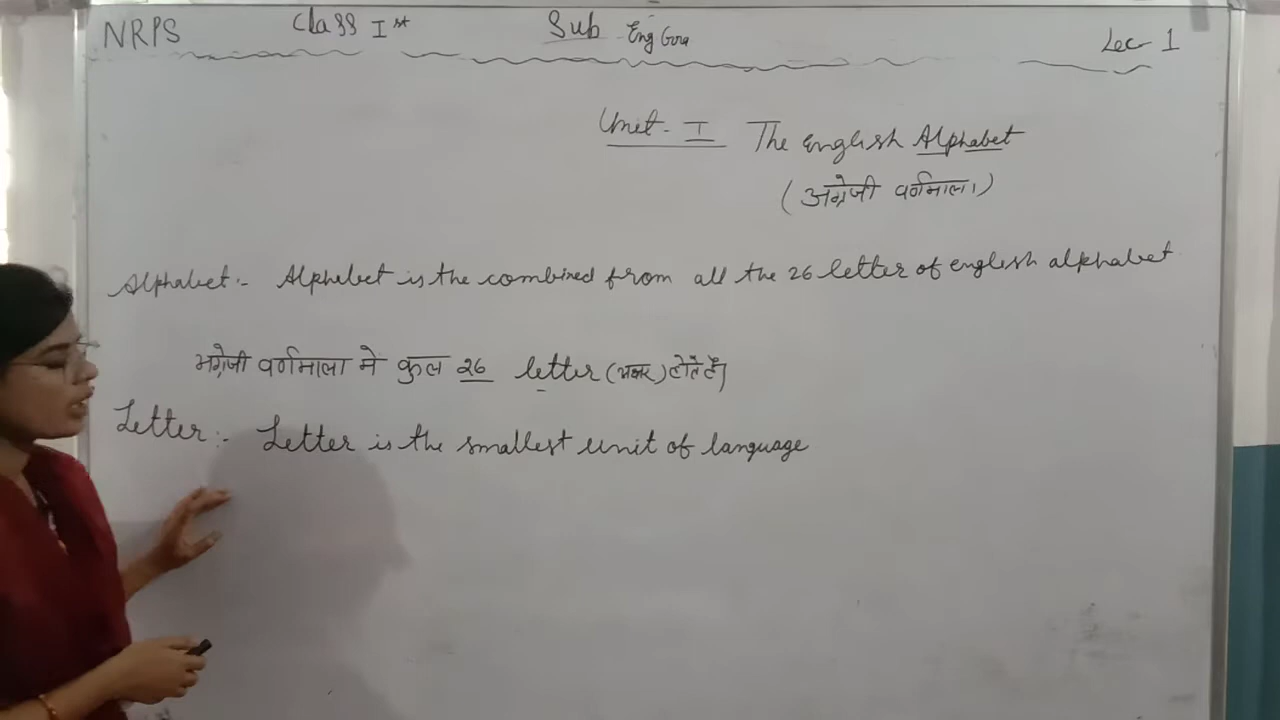 NRPS Class Ist Sub Eng Gra Lec-1
Unit-I The English Alphabet
(अंग्रेजी वर्णमाला)
Alphabet:- Alphebet is the combined from all the 26 letter of english alphabet
अग्रेजी वर्णमाला मे कुल 26 letter (अक्षर) होते है|
Letter:- Letter is the smallest unit of language